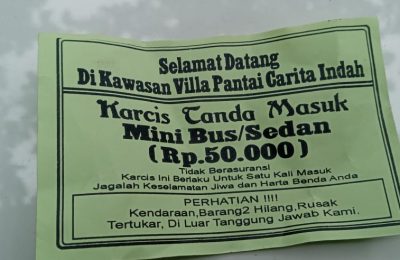 Selamat Datang
Di Kawasan Villa Pantai Carita Indah
Karcis Tanda Masuk
Mini Bus/Sedan
(Rp.50.000)
Tidak Berasuransi
Karcis Ini Berlaku Untuk Satu Kali Masuk
Jagalah Keselamatan Jiwa dan Harta Benda Anda
PERHATIAN !!!!
Kendaraan,Barang2 Hilang,Rusak
Tertukar, Di Luar Tanggung Jawab Kami.